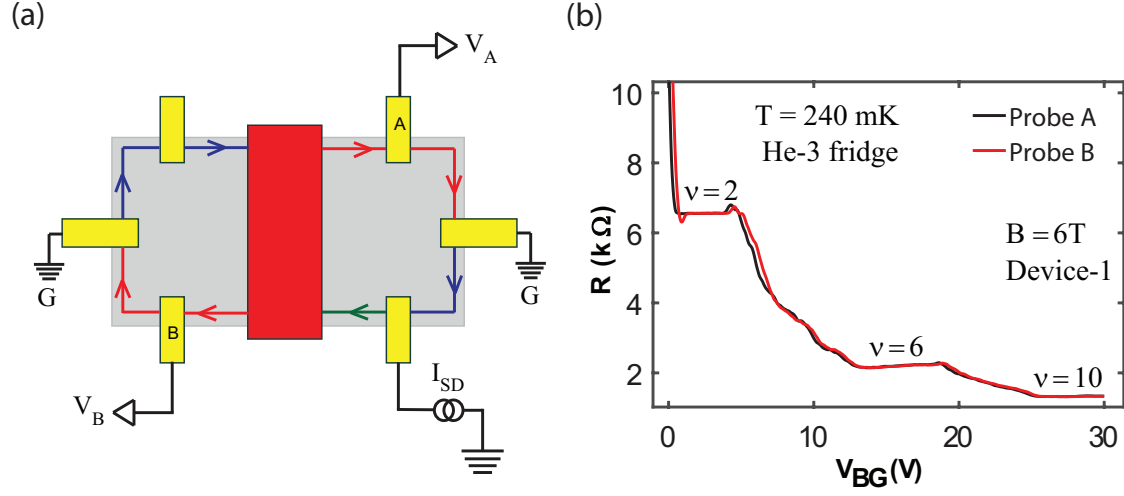 (a)
V_A
A
G
G
B
V_B
I_SD
(b)
R (k Ω)
10
8
6
4
2
T = 240 mK
He-3 fridge
Probe A
Probe B
ν = 2
B = 6T
Device-1
ν = 6
ν = 10
0
10
20
30
V_BG (V)